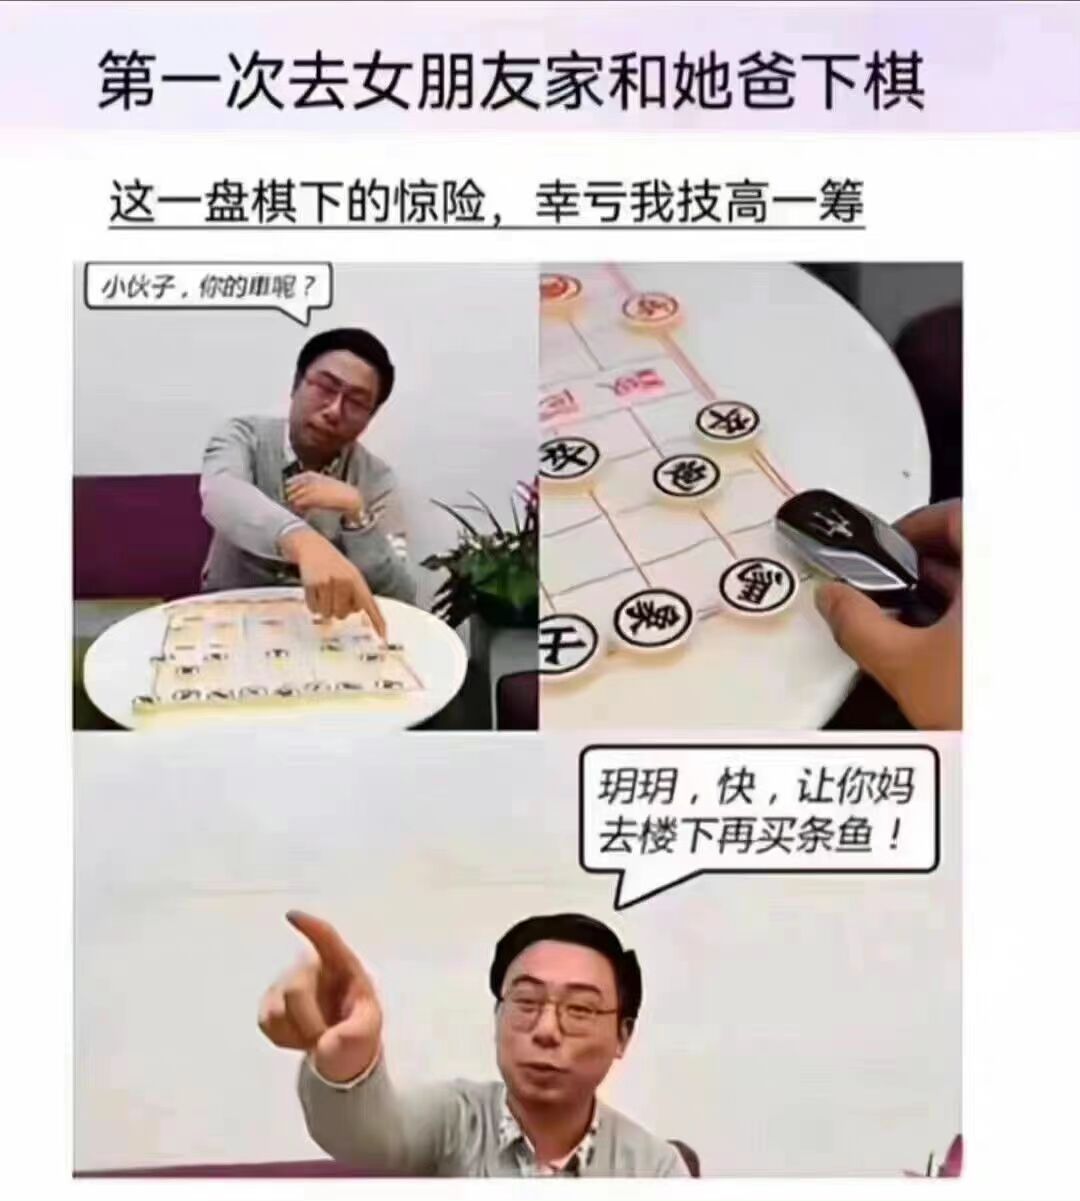 第一次去女朋友家和她爸下棋
这一盘棋下的惊险，幸亏我技高一筹
小伙子，你的車呢？
象
士
玥玥，快，让你妈
去楼下再买条鱼！